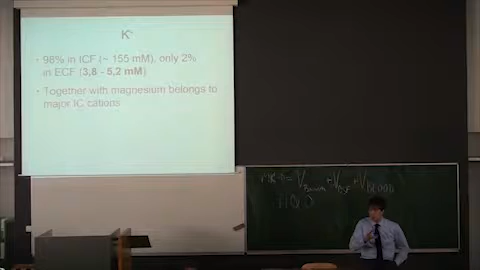 K⁺
• 98% in ICF (~ 155 mM), only 2%
in ECF (3,8 - 5,2 mM)
• Together with magnesium belongs to
major IC cations
= V +V +V BLOOD